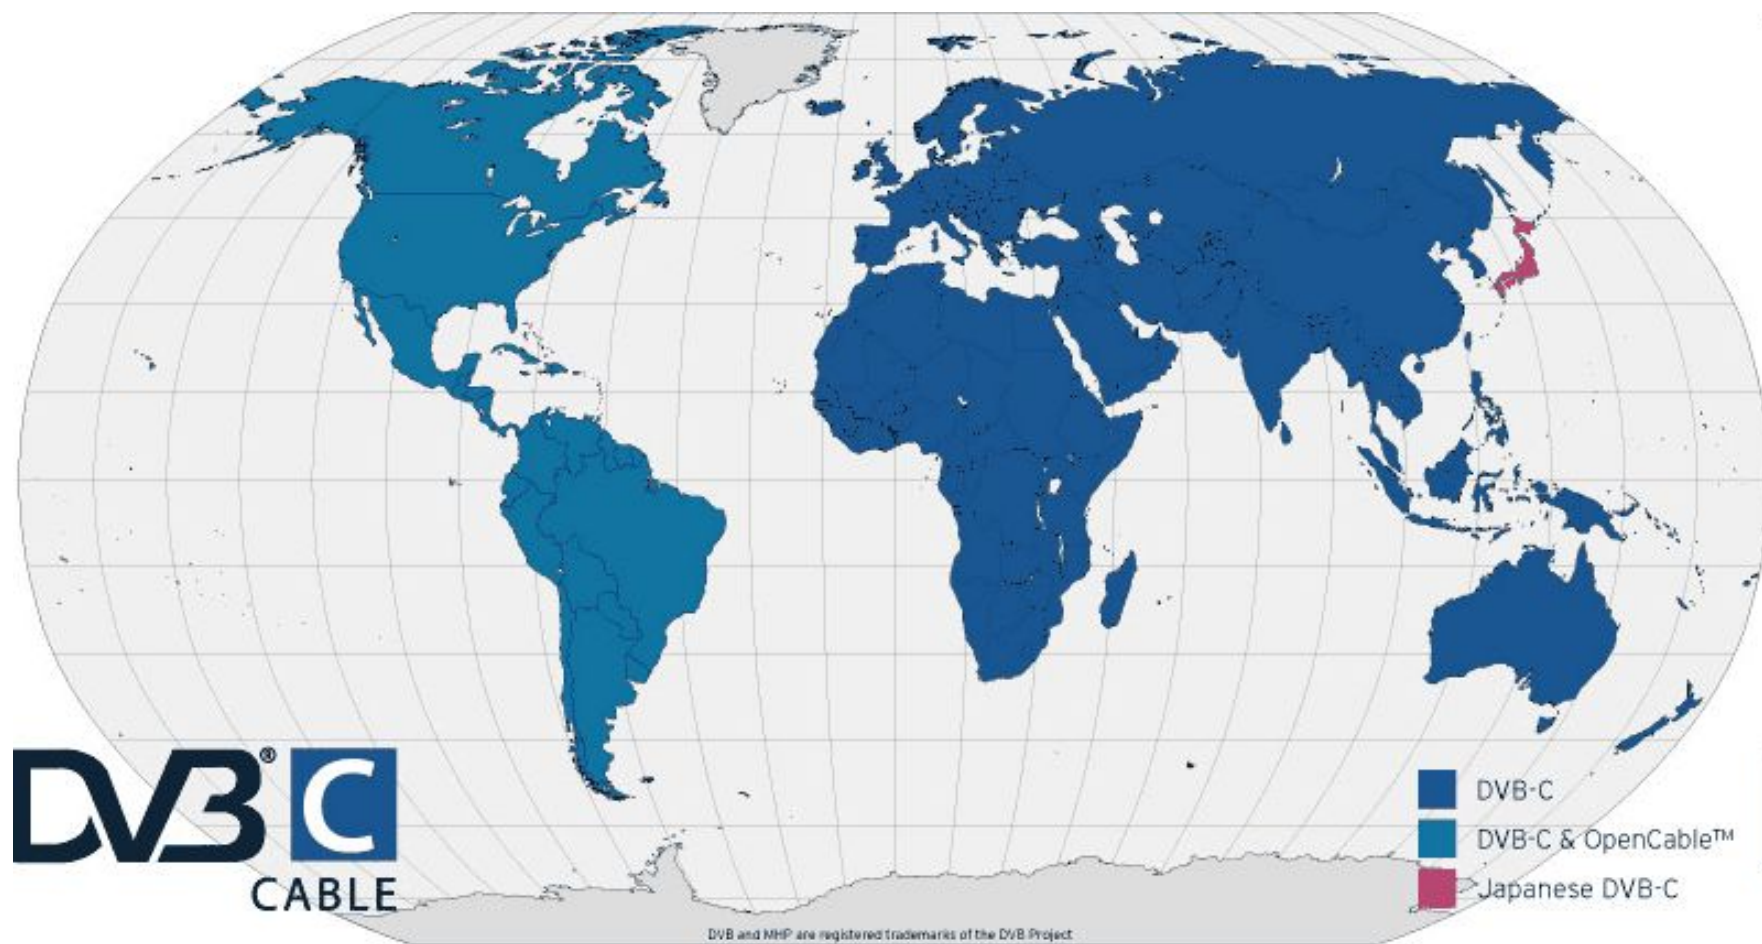 DVB® C
CABLE
DVB-C
DVB-C & OpenCable™
Japanese DVB-C
DVB and MHP are registered trademarks of the DVB Project